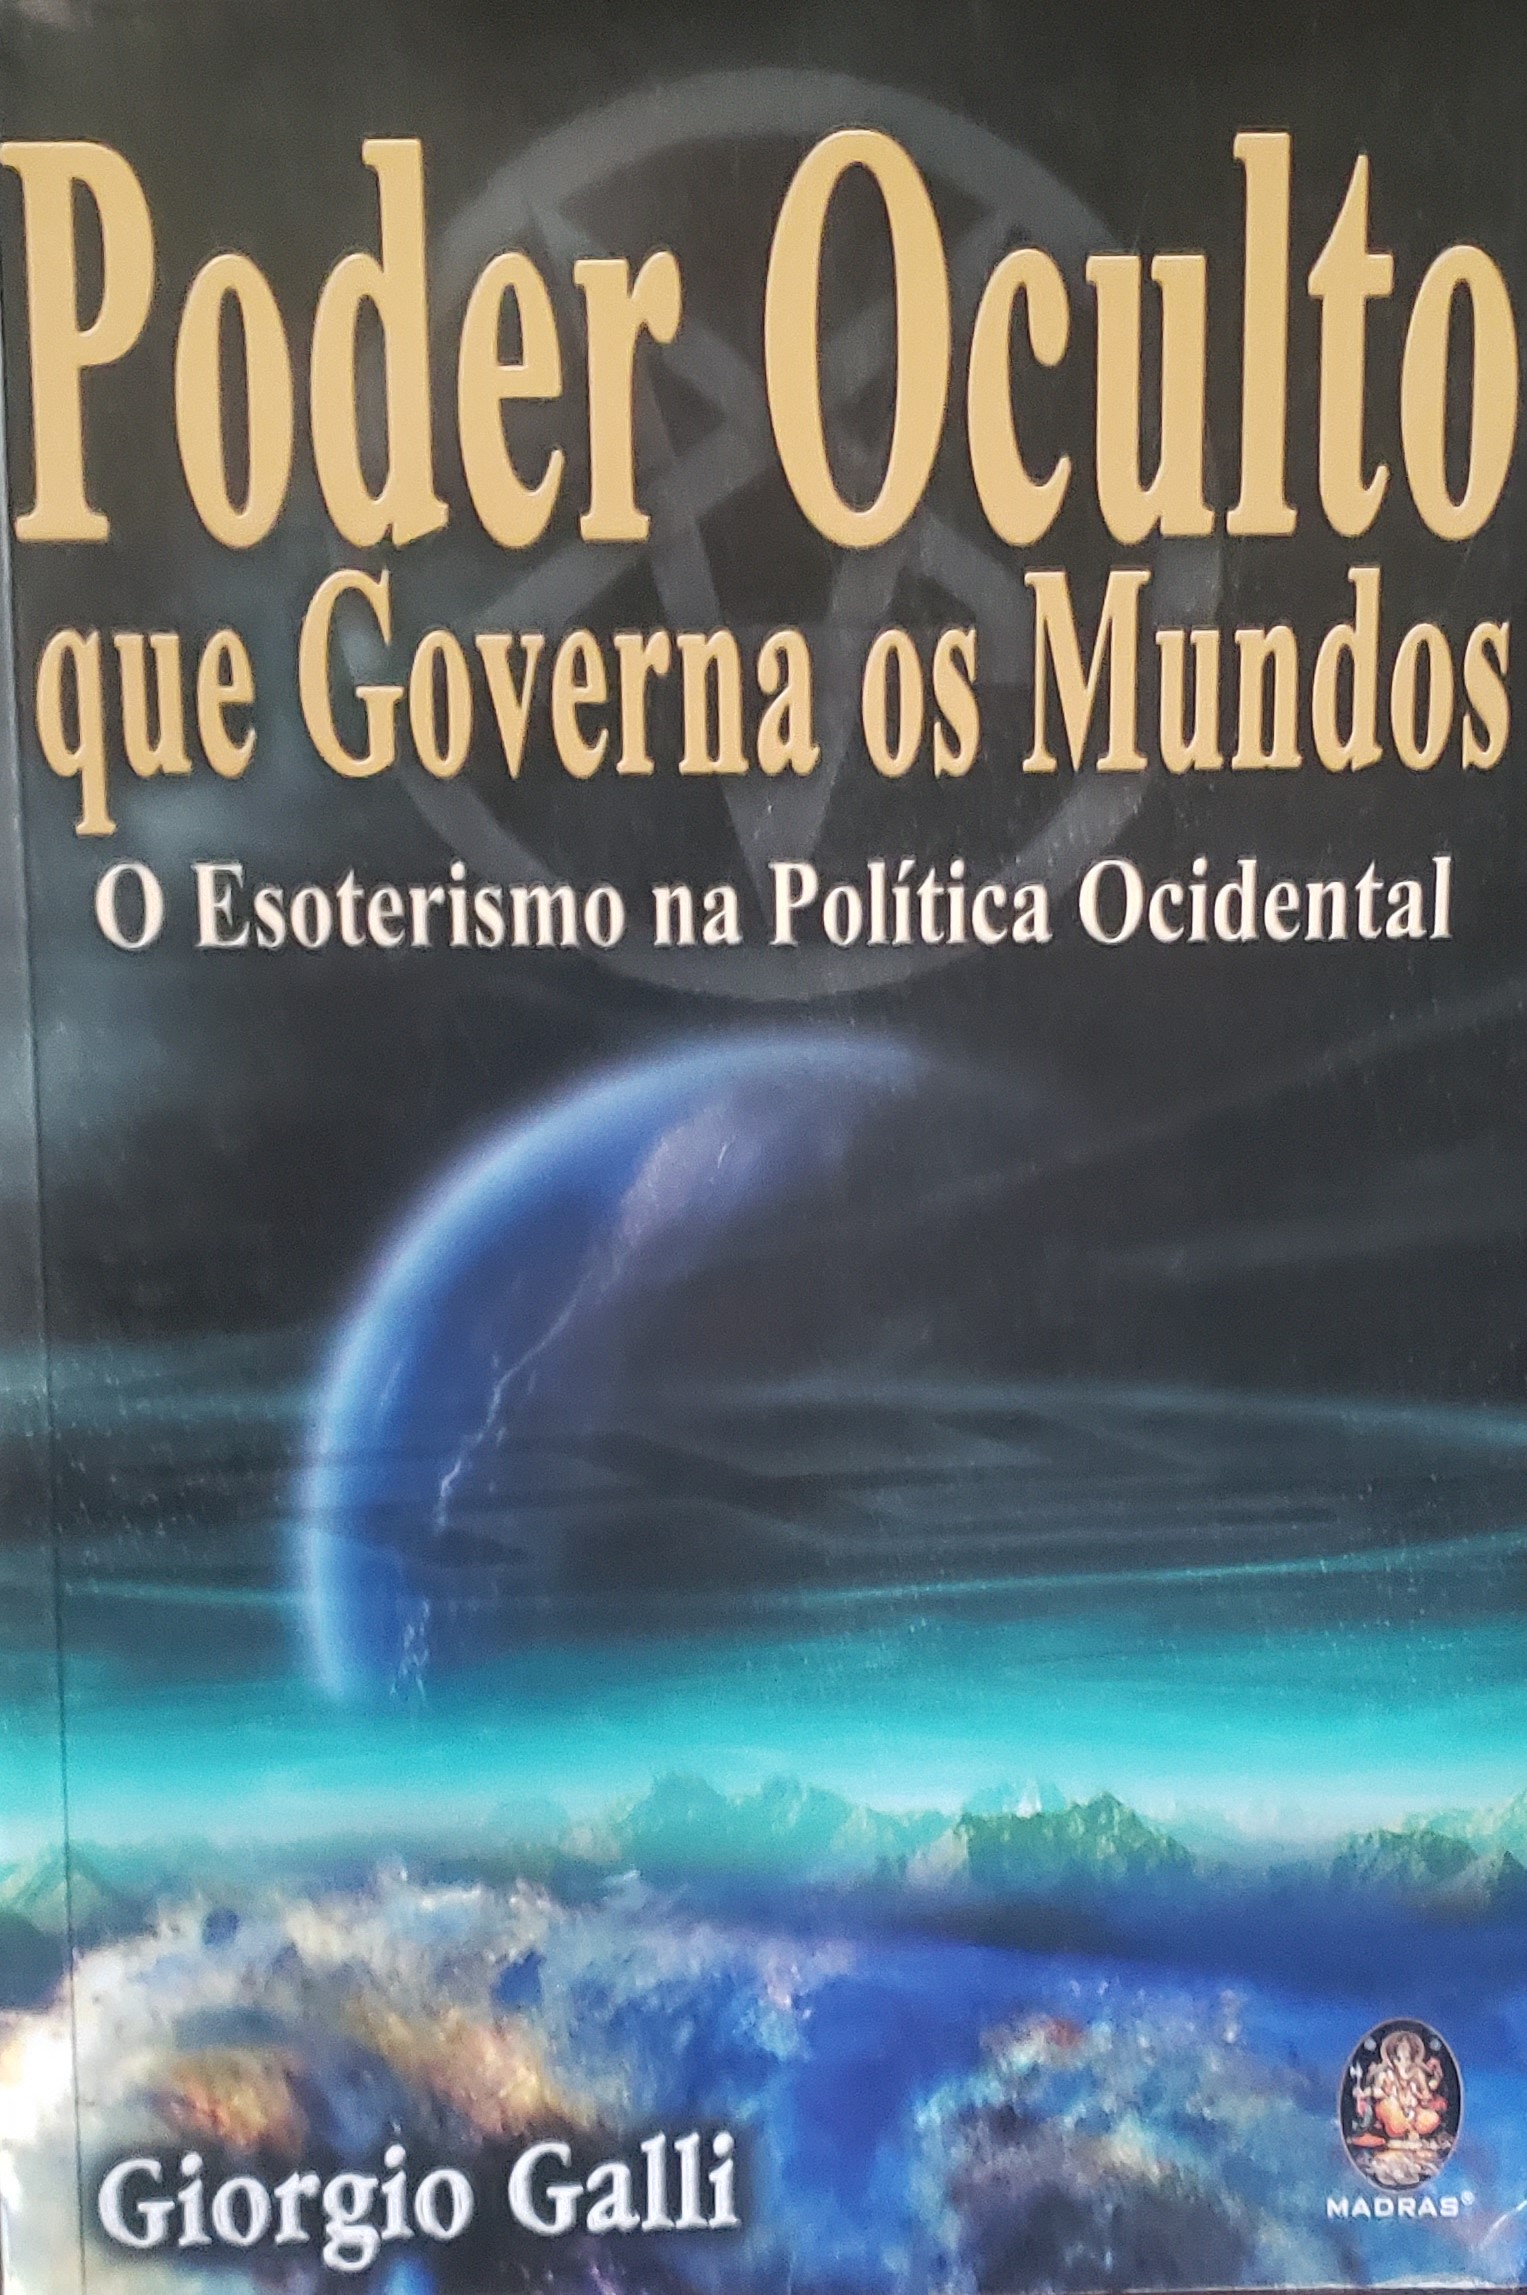 Poder Oculto
que Governa os Mundos
O Esoterismo na Política Ocidental
Giorgio Galli
MADRAS®